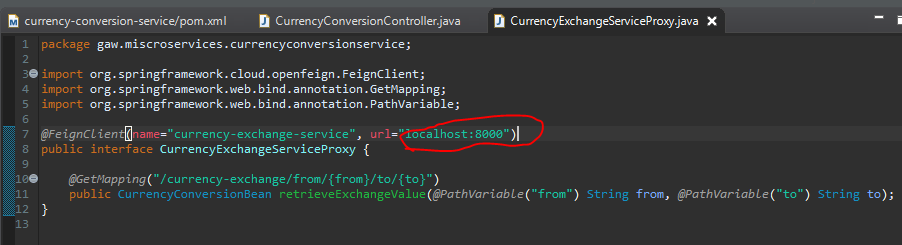 currency-conversion-service/pom.xml CurrencyConversionController.java CurrencyExchangeServiceProxy.java
1 package gaw.miscroservices.currencyconversionservice;
2
3 import org.springframework.cloud.openfeign.FeignClient;
4 import org.springframework.web.bind.annotation.GetMapping;
5 import org.springframework.web.bind.annotation.PathVariable;
6
7 @FeignClient(name="currency-exchange-service", url="localhost:8000")
8 public interface CurrencyExchangeServiceProxy {
9
10 @GetMapping("/currency-exchange/from/{from}/to/{to}")
11 public CurrencyConversionBean retrieveExchangeValue(@PathVariable("from") String from, @PathVariable("to") String to);
12 }
13